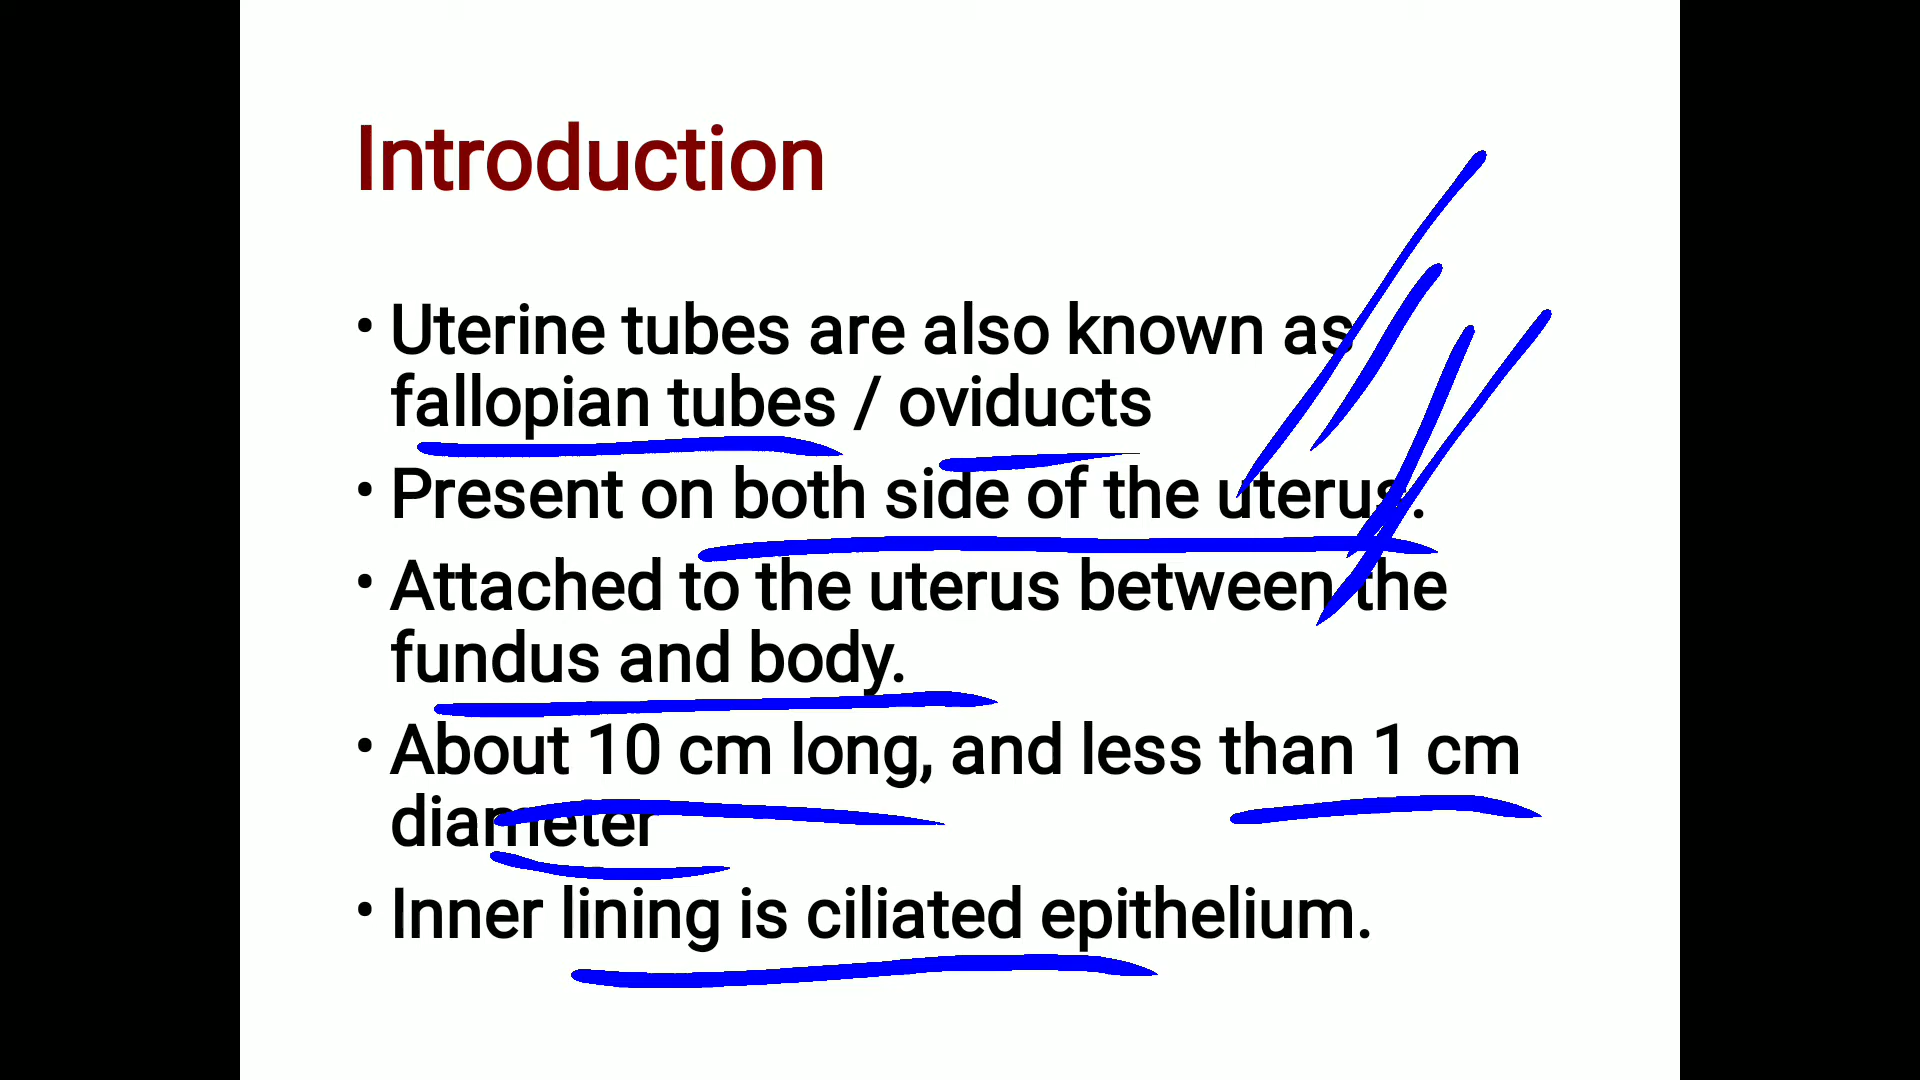 Introduction
• Uterine tubes are also known as
fallopian tubes / oviducts
• Present on both side of the uterus.
• Attached to the uterus between the
fundus and body.
• About 10 cm long, and less than 1 cm
diameter
• Inner lining is ciliated epithelium.